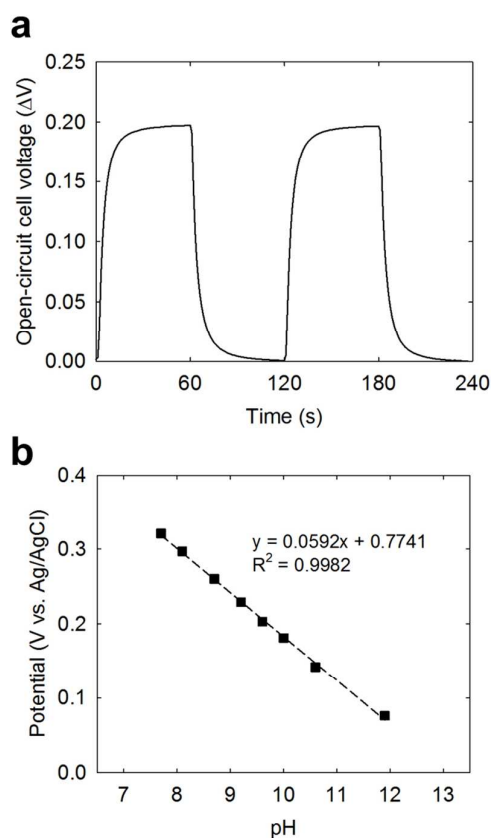 a
Open-circuit cell voltage (ΔV)
0.25
0.20
0.15
0.10
0.05
0.00
0 60 120 180 240
Time (s)
b
Potential (V vs. Ag/AgCl)
0.4
0.3
0.2
0.1
0.0
y = 0.0592x + 0.7741
R² = 0.9982
7 8 9 10 11 12 13
pH